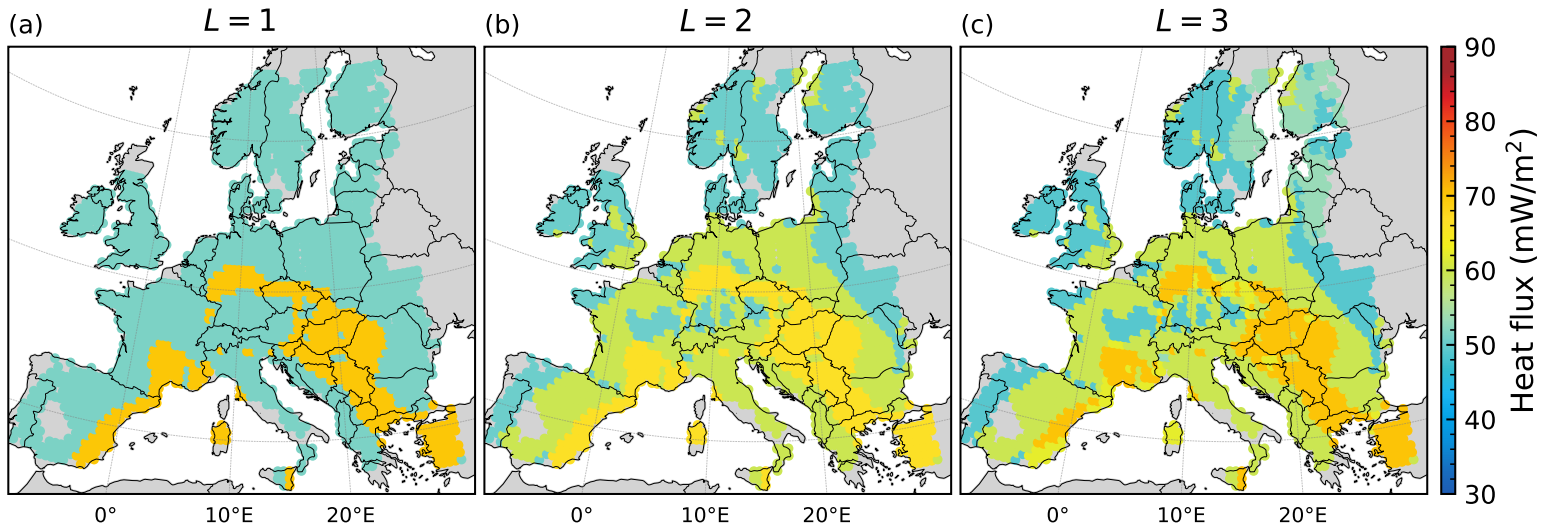 (a) L = 1
(b) L = 2
(c) L = 3
90
80
70
60
50
40
30
Heat flux (mW/m²)
0° 10°E 20°E
0° 10°E 20°E
0° 10°E 20°E